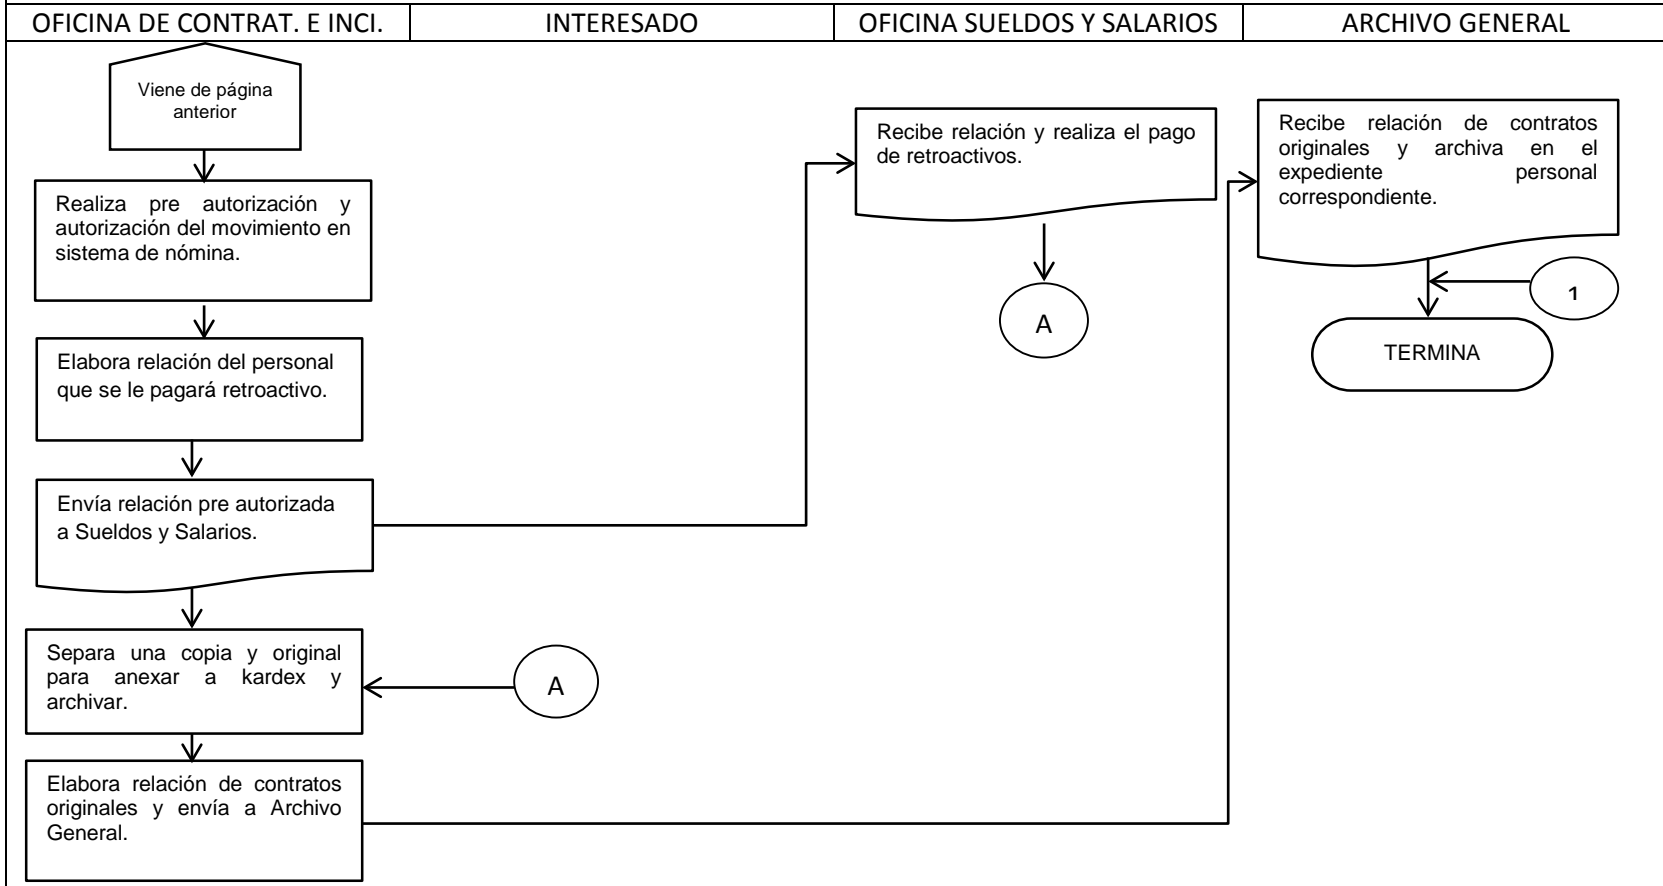 OFICINA DE CONTRAT. E INCI.
INTERESADO
OFICINA SUELDOS Y SALARIOS
ARCHIVO GENERAL
Viene de página
anterior
Realiza pre autorización y
autorización del movimiento en
sistema de nómina.
Elabora relación del personal
que se le pagará retroactivo.
Envía relación pre autorizada
a Sueldos y Salarios.
Separa una copia y original
para anexar a kardex y
archivar.
Elabora relación de contratos
originales y envía a Archivo
General.
A
Recibe relación y realiza el pago
de retroactivos.
A
Recibe relación de contratos
originales y archiva en el
expediente personal
correspondiente.
1
TERMINA